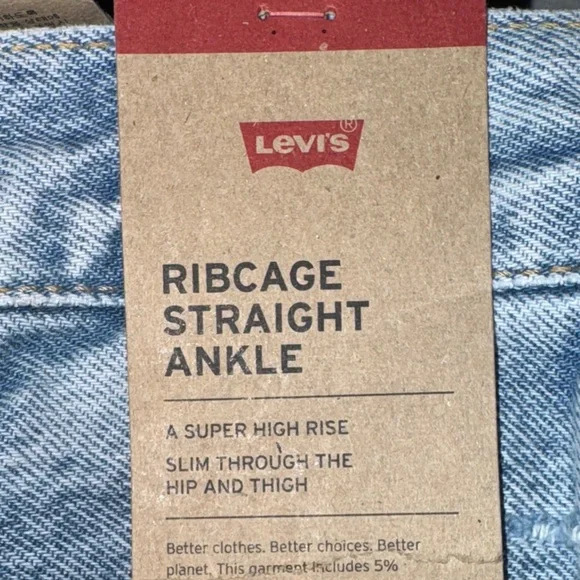 Levi's®
RIBCAGE
STRAIGHT
ANKLE
A SUPER HIGH RISE
SLIM THROUGH THE
HIP AND THIGH
Better clothes. Better choices. Better
planet. This garment includes 5%